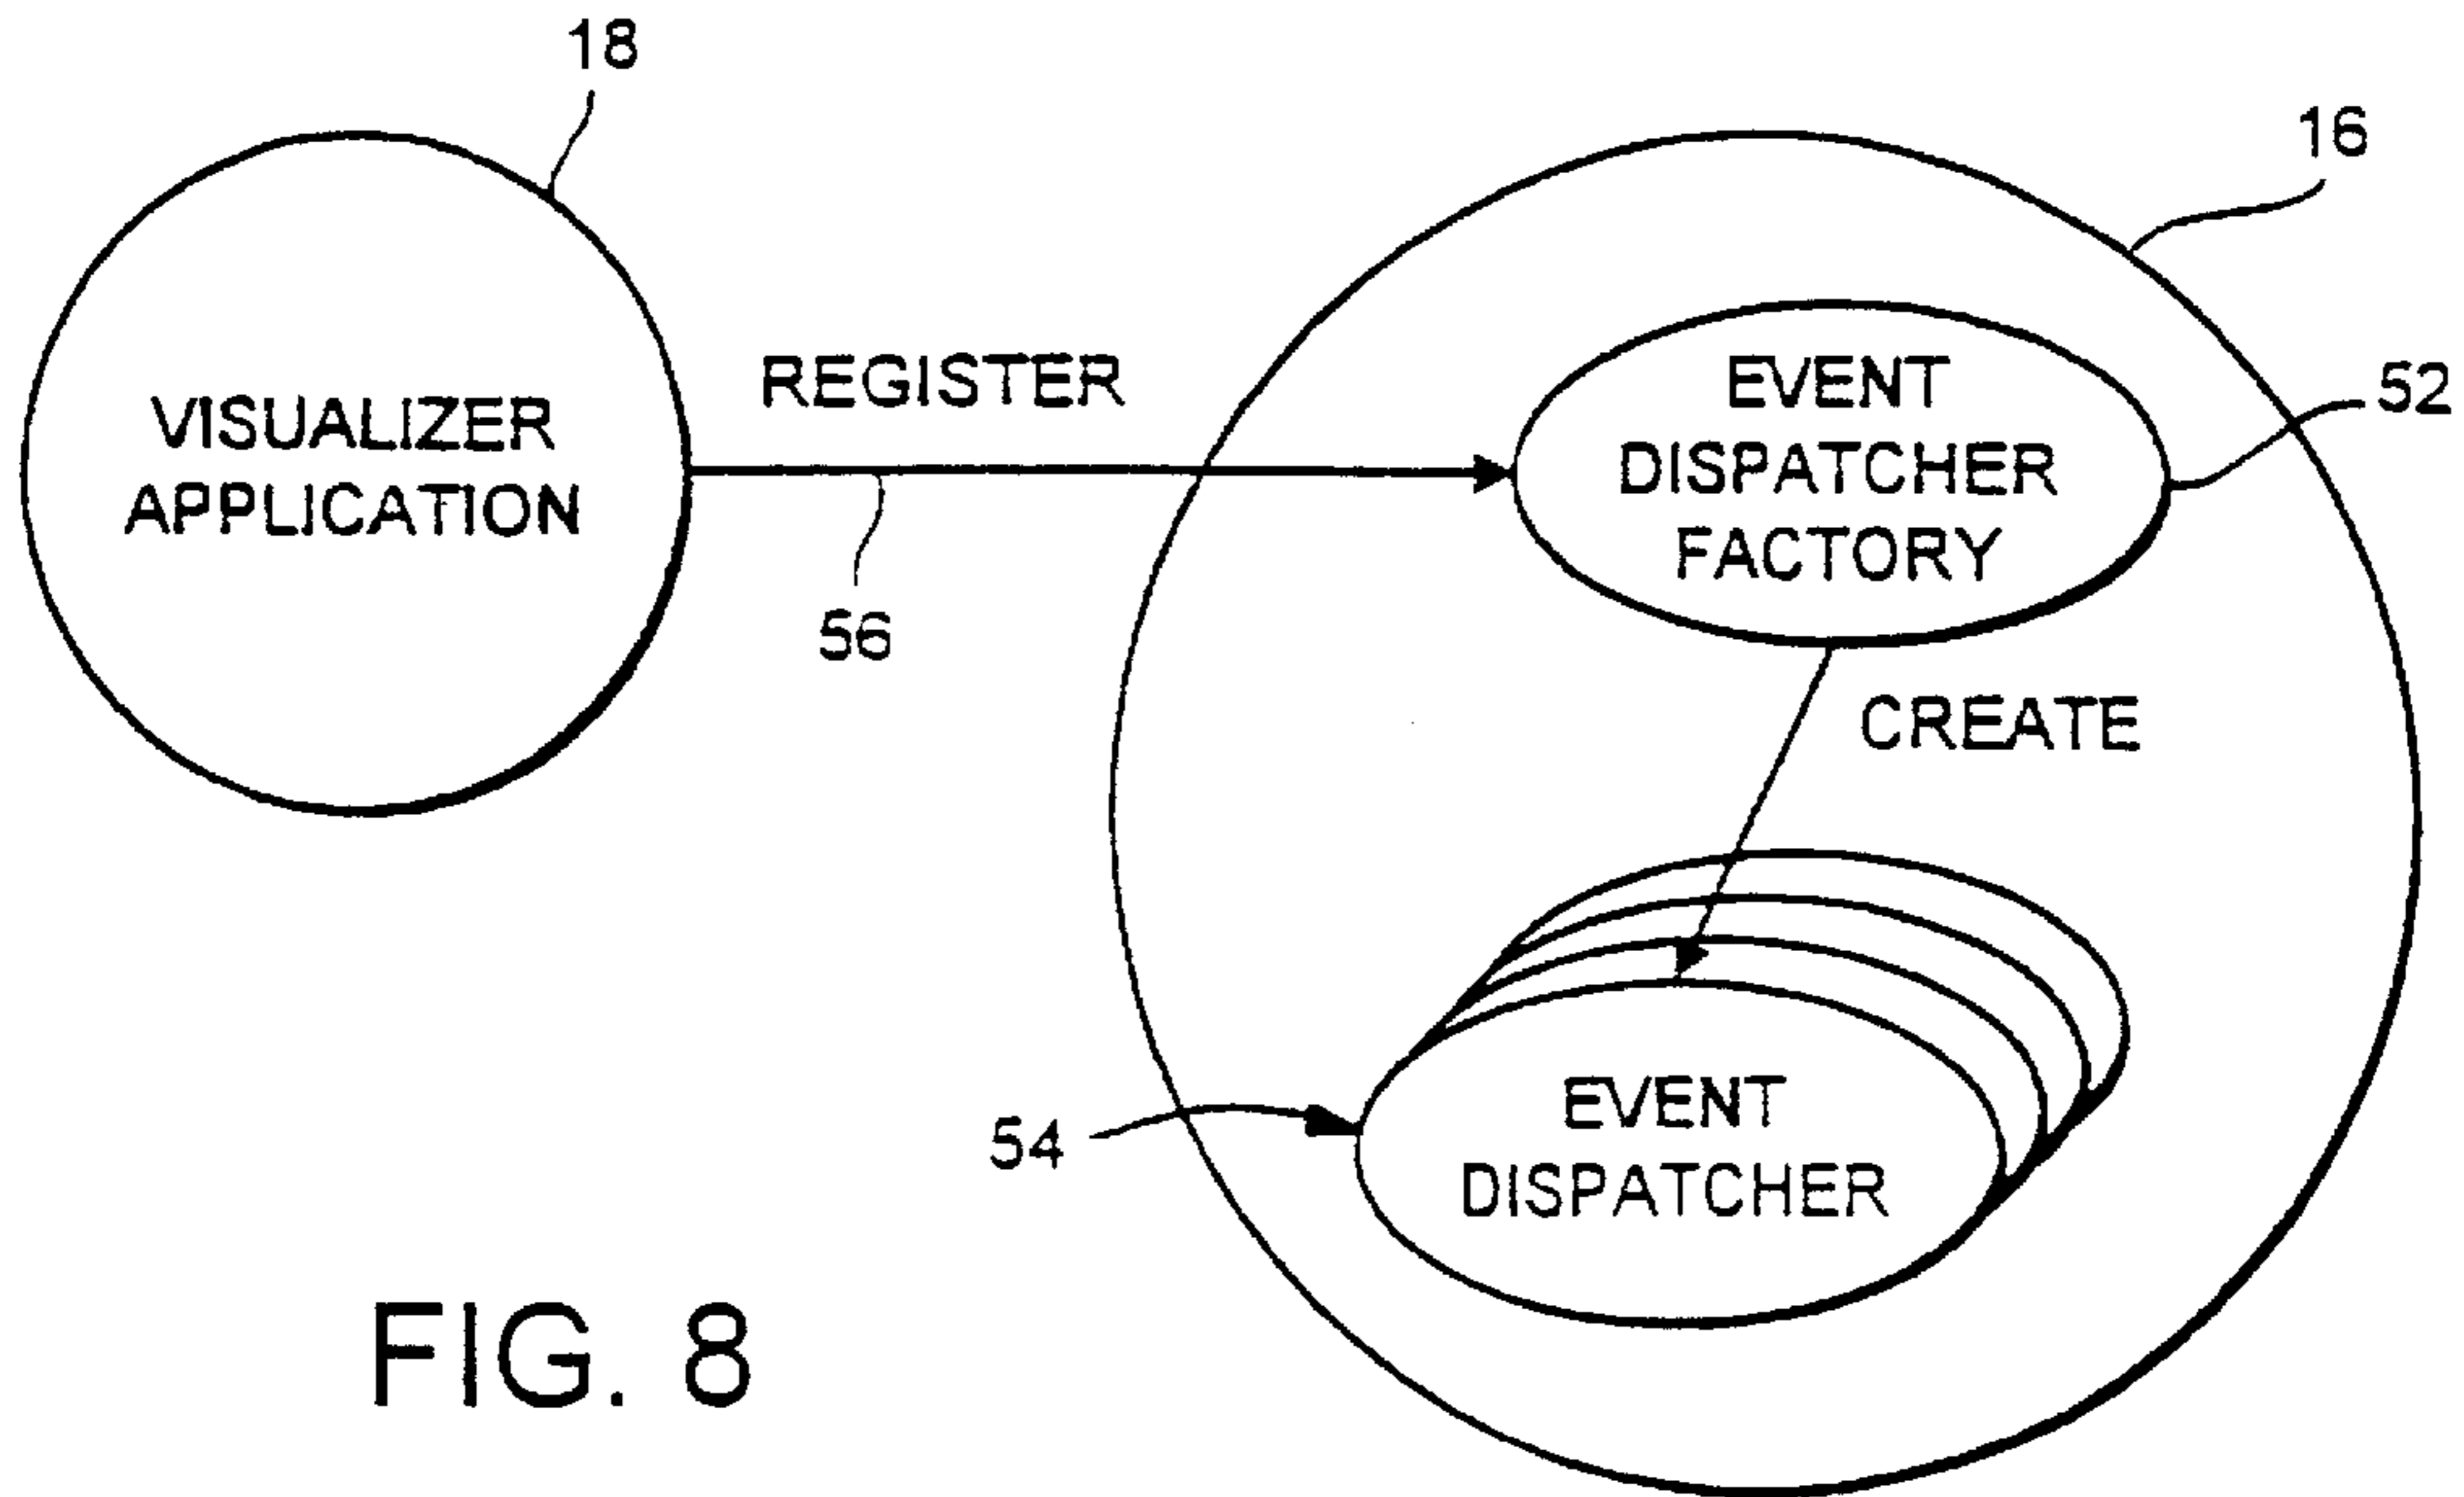 18
16
VISUALIZER
APPLICATION
REGISTER
56
EVENT
DISPATCHER
FACTORY
52
CREATE
54
EVENT
DISPATCHER
FIG. 8